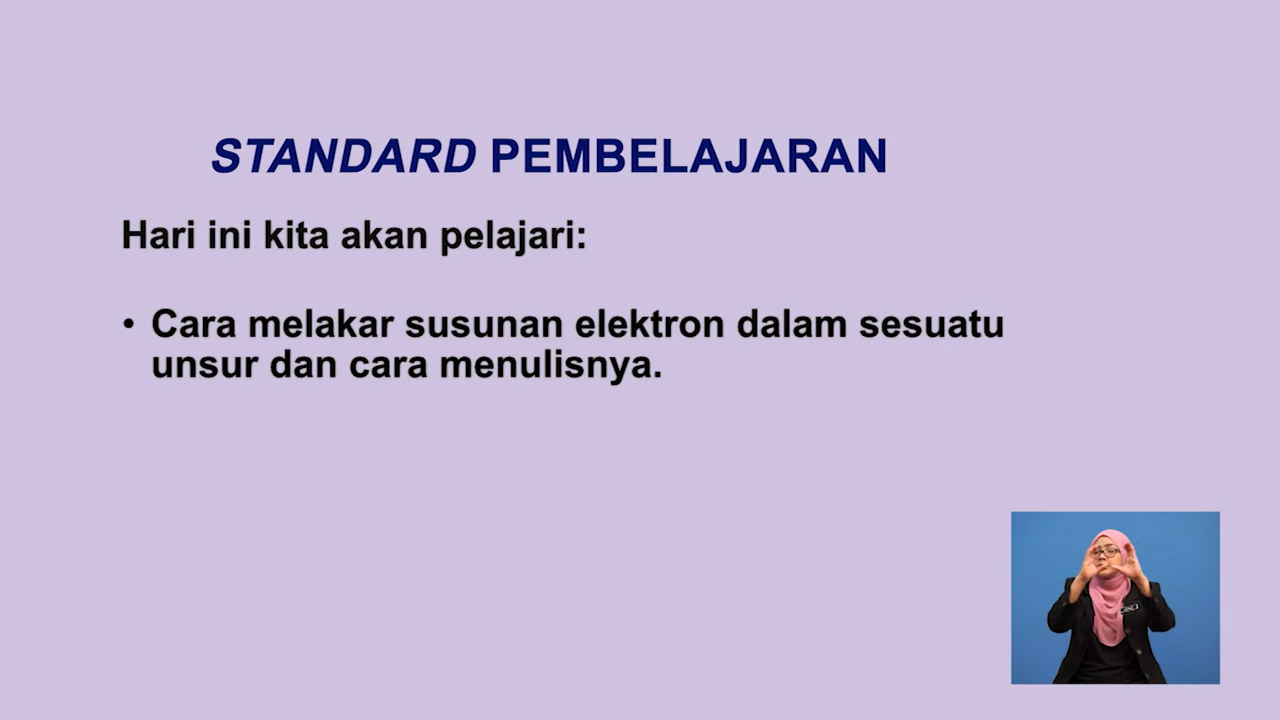 STANDARD PEMBELAJARAN
Hari ini kita akan pelajari:
• Cara melakar susunan elektron dalam sesuatu
unsur dan cara menulisnya.